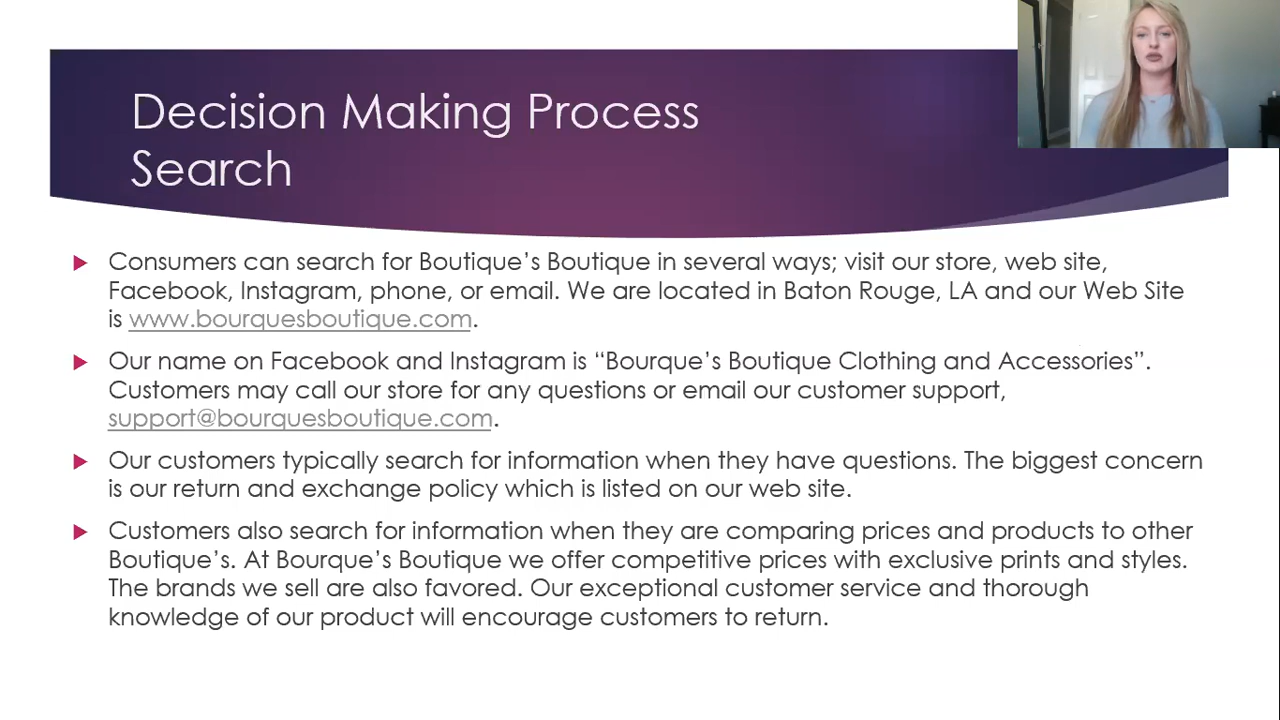 Decision Making Process
Search
Consumers can search for Boutique’s Boutique in several ways; visit our store, web site,
Facebook, Instagram, phone, or email. We are located in Baton Rouge, LA and our Web Site
is www.bourquesboutique.com.
Our name on Facebook and Instagram is “Bourque’s Boutique Clothing and Accessories”.
Customers may call our store for any questions or email our customer support,
support@bourquesboutique.com.
Our customers typically search for information when they have questions. The biggest concern
is our return and exchange policy which is listed on our web site.
Customers also search for information when they are comparing prices and products to other
Boutique’s. At Bourque’s Boutique we offer competitive prices with exclusive prints and styles.
The brands we sell are also favored. Our exceptional customer service and thorough
knowledge of our product will encourage customers to return.